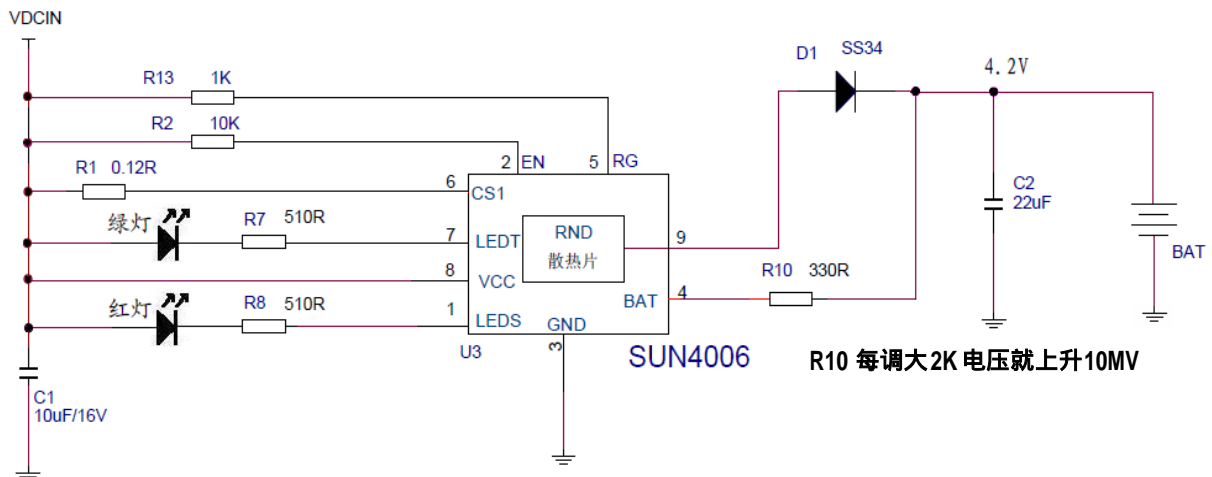 VDCIN
R13 1K
R2 10K
R1 0.12R
绿灯
R7 510R
红灯
R8 510R
C1
10uF/16V
2 EN
5 RG
6
CS1
7
LEDT
8
VCC
1
LEDS
GND
3
BAT
4
9
RND
散热片
U3
SUN4006
D1 SS34
4.2V
C2
22uF
BAT
R10 330R
R10 每调大2K 电压就上升10MV